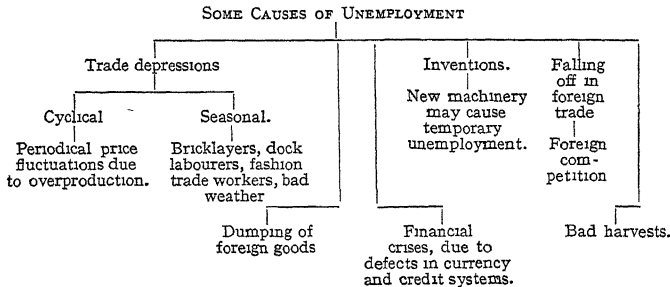 SOME CAUSES OF UNEMPLOYMENT
Trade depressions
Cyclical
Periodical price
fluctuations due
to overproduction.
Seasonal.
Bricklayers, dock
labourers, fashion
trade workers, bad
weather
Dumping of
foreign goods
Financial
crises, due to
defects in currency
and credit systems.
Inventions.
New machinery
may cause
temporary
unemployment.
Falling
off in
foreign
trade
Foreign
com-
petition
Bad harvests.